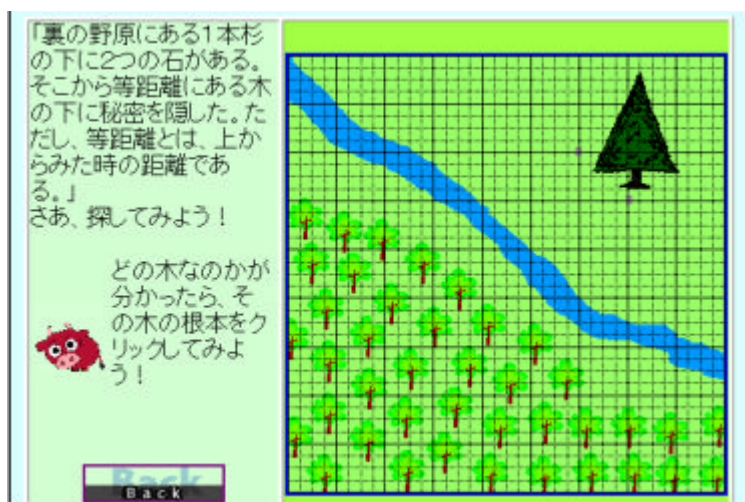 「裏の野原にある1本杉
の下に2つの石がある。
そこから等距離にある木
の下に秘密を隠した。た
だし、等距離とは、上か
らみた時の距離であ
る。」
さあ、探してみよう！
どの木なのかが
分かったら、そ
の木の根本をク
リックしてみよ
う！
Back
Back